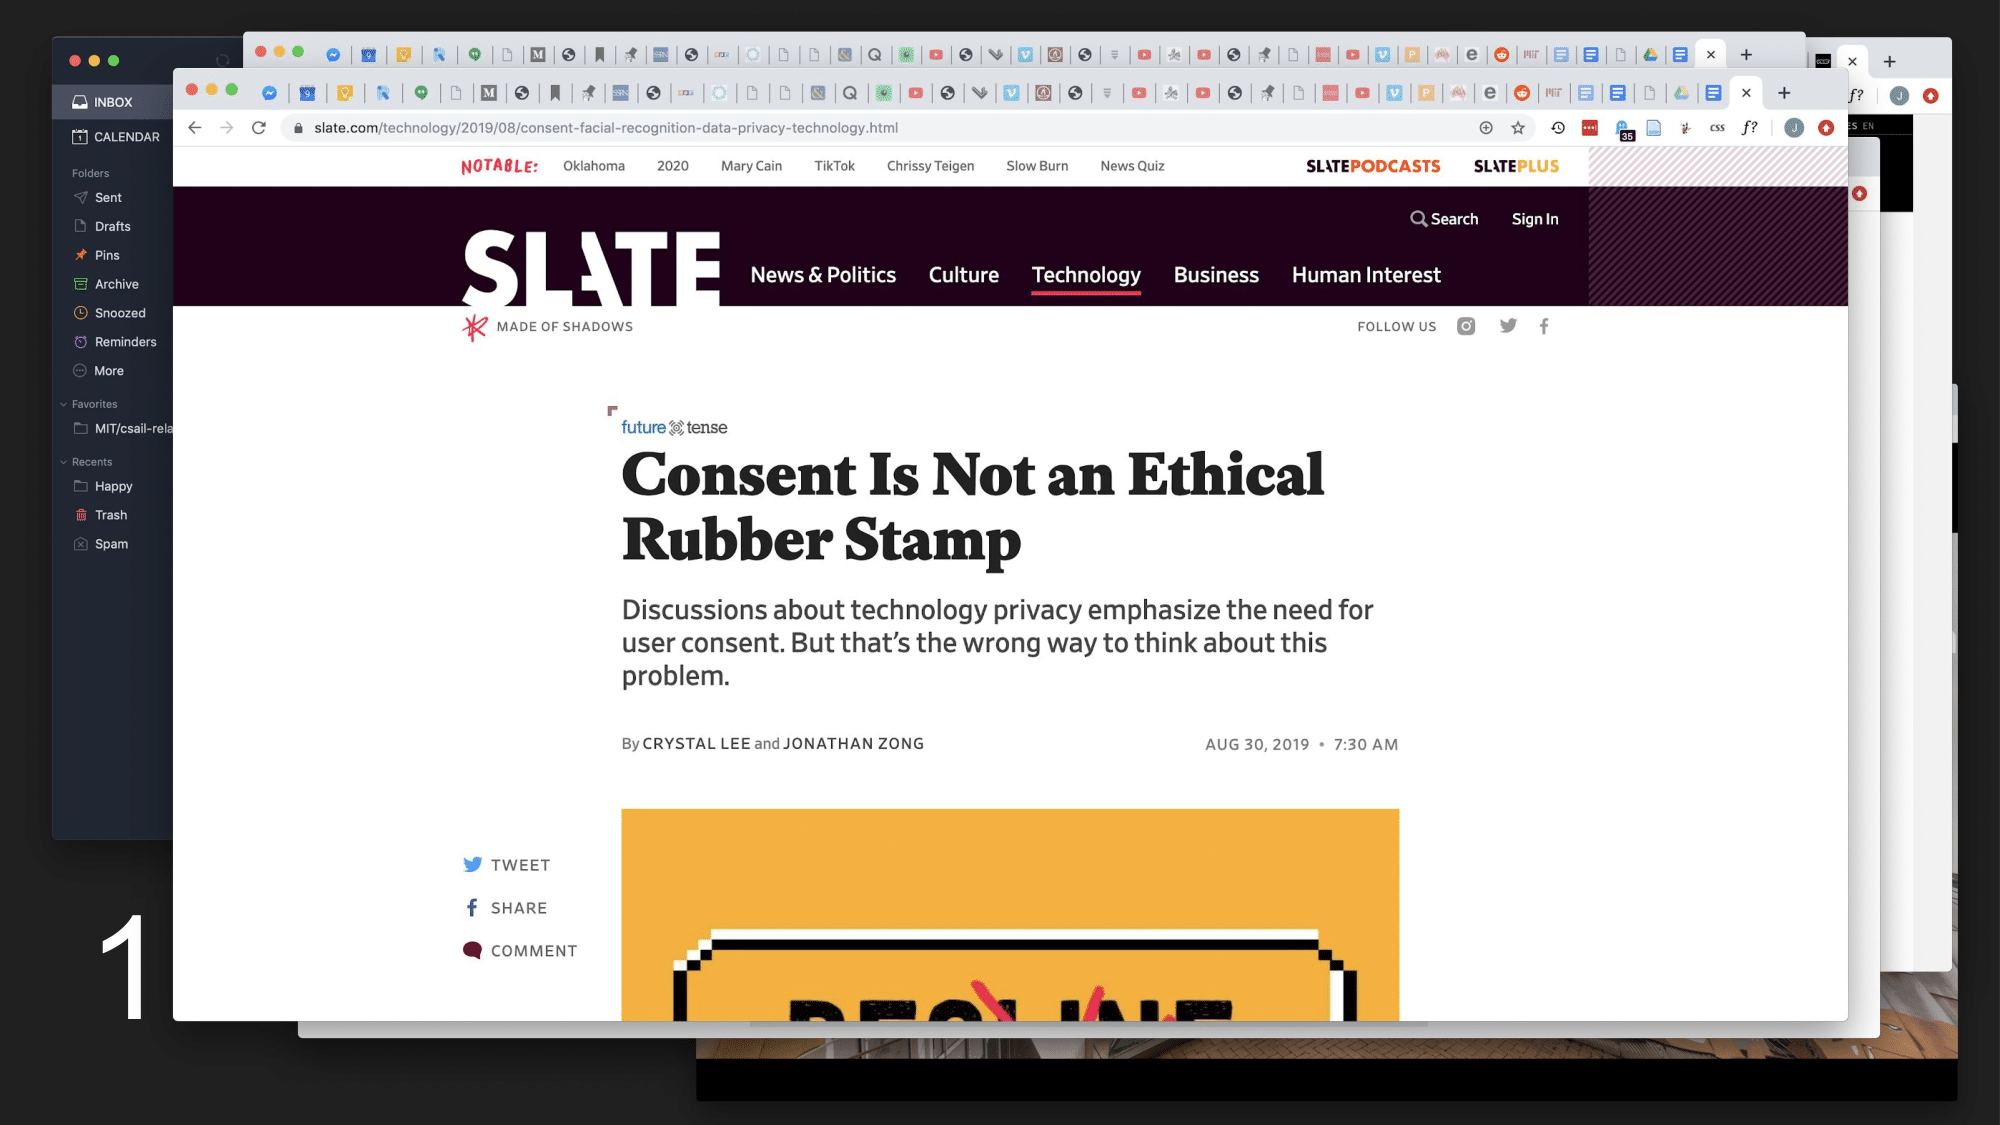 INBOX
CALENDAR
Folders
Sent
Drafts
Pins
Archive
Snoozed
Reminders
More
Favorites
MIT/csail-rela
Recents
Happy
Trash
Spam
1
slate.com/technology/2019/08/consent-facial-recognition-data-privacy-technology.html
35
css
f?
J
f?
J
ES EN
NOTABLE:
Oklahoma
2020
Mary Cain
TikTok
Chrissy Teigen
Slow Burn
News Quiz
SLATEPODCASTS
SLATEPLUS
Search
Sign In
SLATE
News & Politics
Culture
Technology
Business
Human Interest
MADE OF SHADOWS
FOLLOW US
future tense
Consent Is Not an Ethical
Rubber Stamp
Discussions about technology privacy emphasize the need for
user consent. But that's the wrong way to think about this
problem.
By CRYSTAL LEE and JONATHAN ZONG
AUG 30, 2019 • 7:30 AM
TWEET
SHARE
COMMENT
DECLINE